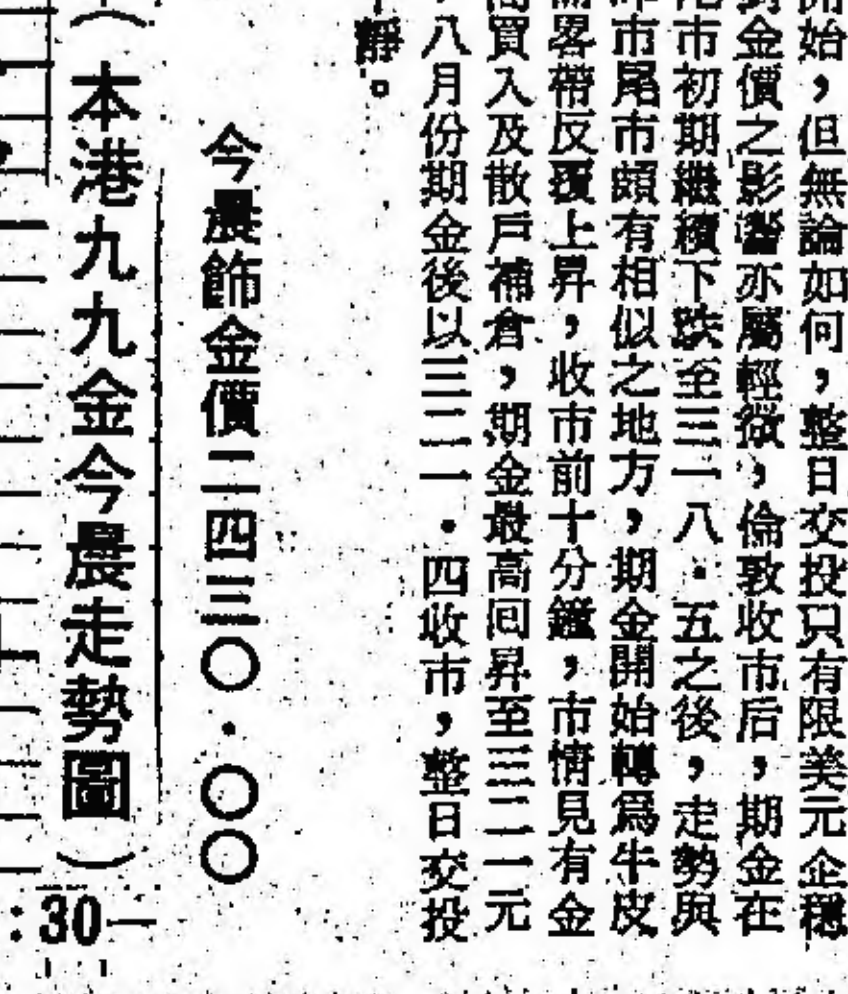 開始，但無論如何，整日交投只有限美元企穩
對金價之影響亦屬輕微，倫敦收市后，期金在
尾市初期繼續下跌至三一八．五之後，走勢與
昨市尾市頗有相似之地方，期金開始轉爲牛皮
畧帶反覆上昇，收市前十分鐘，市情見有金
商買入及散戶補倉，期金最高囘昇至三二一元
，八月份期金後以三二一．四收市，整日交投
靜。
今晨飾金價二四三〇．〇〇
（本港九九金今晨走勢圖）
:30